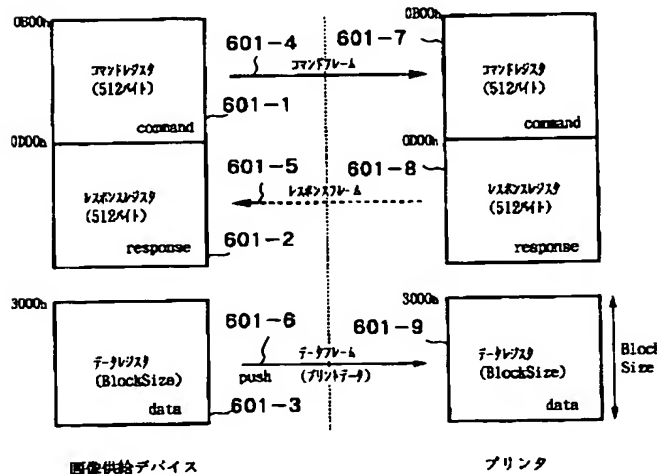 0B00h
コマンドレジスタ
(512バイト)
command
601-1
0D00h
レスポンスレジスタ
(512バイト)
response
601-2
3000h
データレジスタ
(BlockSize)
data
601-3
画像供給デバイス
601-4
コマンドフレーム
601-5
レスポンスフレーム
601-6
データフレーム
push
(プリントデータ)
0B00h
601-7
コマンドレジスタ
(512バイト)
command
0D00h
601-8
レスポンスレジスタ
(512バイト)
response
3000h
601-9
データレジスタ
(BlockSize)
data
Block
Size
プリンタ